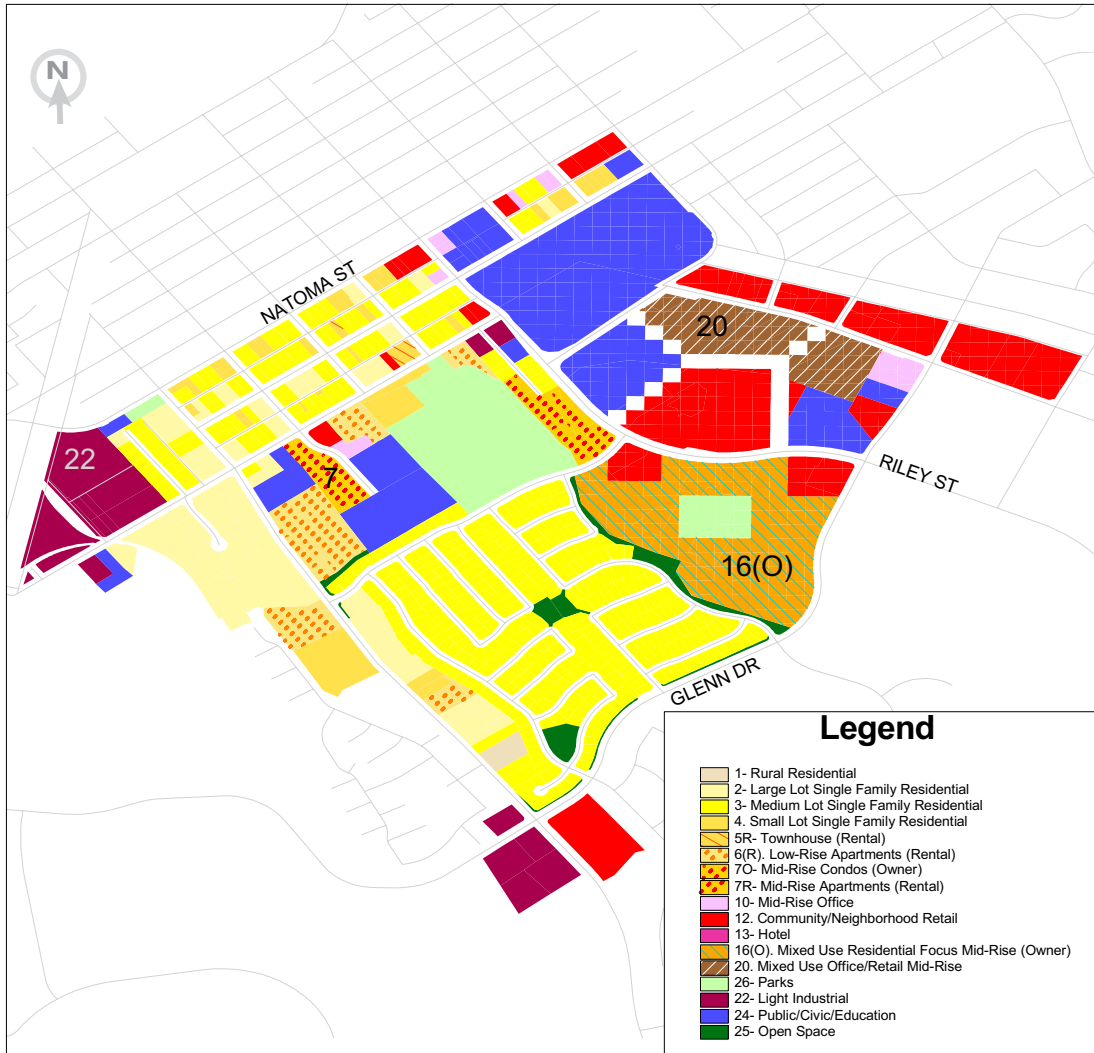 N
NATOMA ST
20
22
7
RILEY ST
16(O)
GLENN DR
Legend
1- Rural Residential
2- Large Lot Single Family Residential
3- Medium Lot Single Family Residential
4. Small Lot Single Family Residential
5R- Townhouse (Rental)
6(R). Low-Rise Apartments (Rental)
7O- Mid-Rise Condos (Owner)
7R- Mid-Rise Apartments (Rental)
10- Mid-Rise Office
12. Community/Neighborhood Retail
13- Hotel
16(O). Mixed Use Residential Focus Mid-Rise (Owner)
20. Mixed Use Office/Retail Mid-Rise
26- Parks
22- Light Industrial
24- Public/Civic/Education
25- Open Space